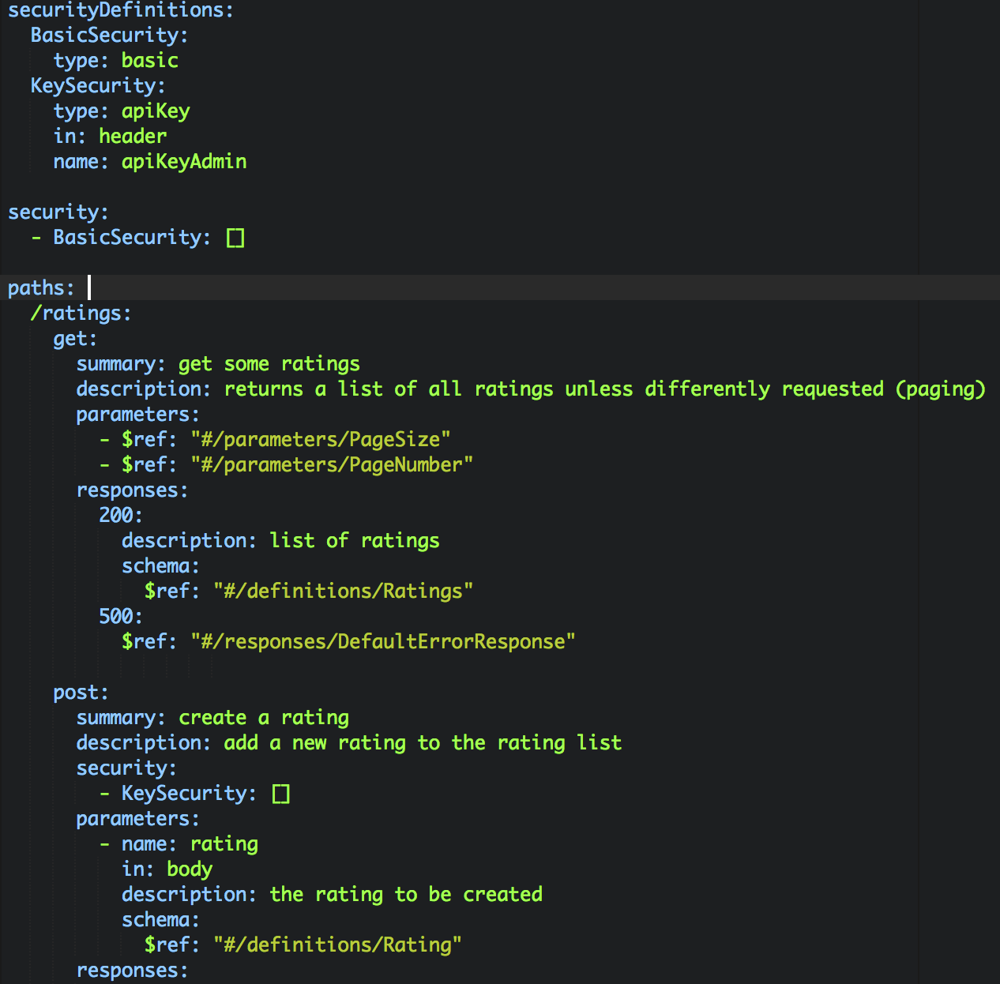 securityDefinitions:
  BasicSecurity:
    type: basic
  KeySecurity:
    type: apiKey
    in: header
    name: apiKeyAdmin

security:
  - BasicSecurity: []

paths:
  /ratings:
    get:
      summary: get some ratings
      description: returns a list of all ratings unless differently requested (paging)
      parameters:
        - $ref: "#/parameters/PageSize"
        - $ref: "#/parameters/PageNumber"
      responses:
        200:
          description: list of ratings
          schema:
            $ref: "#/definitions/Ratings"
        500:
          $ref: "#/responses/DefaultErrorResponse"

    post:
      summary: create a rating
      description: add a new rating to the rating list
      security:
        - KeySecurity: []
      parameters:
        - name: rating
          in: body
          description: the rating to be created
          schema:
            $ref: "#/definitions/Rating"
      responses: